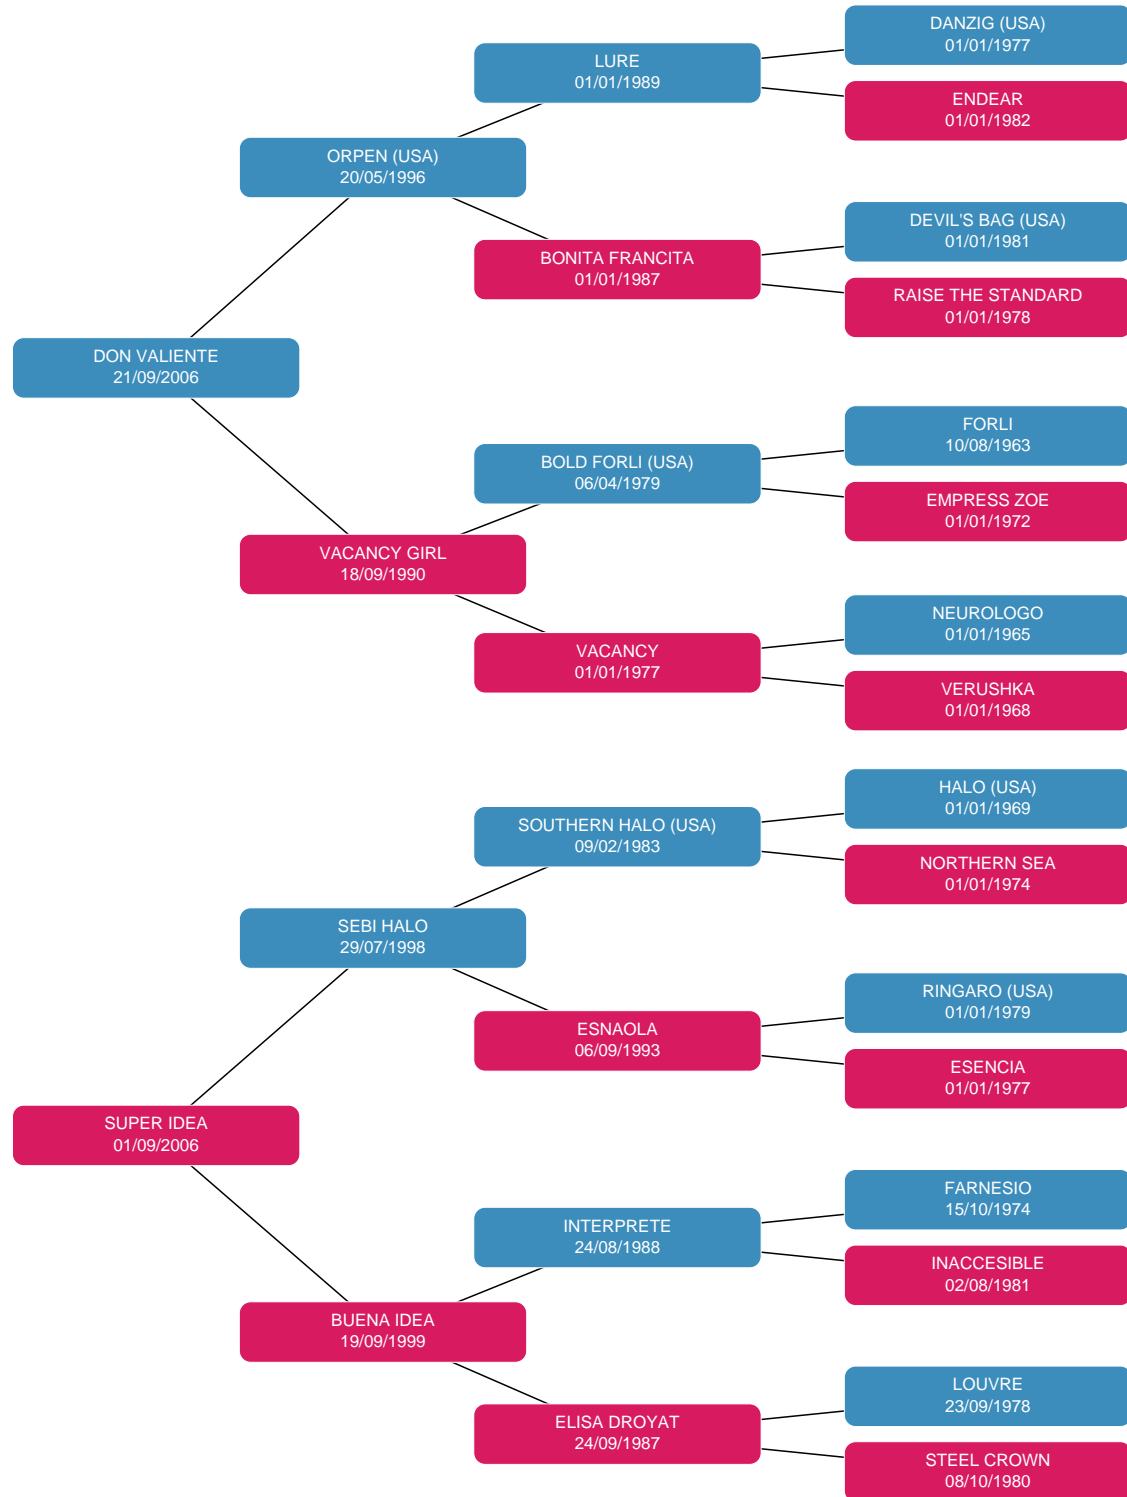 DANZIG (USA)
01/01/1977
LURE
01/01/1989
ENDEAR
01/01/1982
ORPEN (USA)
20/05/1996
DEVIL'S BAG (USA)
01/01/1981
BONITA FRANCITA
01/01/1987
RAISE THE STANDARD
01/01/1978
DON VALIENTE
21/09/2006
FORLI
10/08/1963
BOLD FORLI (USA)
06/04/1979
EMPRESS ZOE
01/01/1972
VACANCY GIRL
18/09/1990
NEUROLOGO
01/01/1965
VACANCY
01/01/1977
VERUSHKA
01/01/1968
HALO (USA)
01/01/1969
SOUTHERN HALO (USA)
09/02/1983
NORTHERN SEA
01/01/1974
SEBI HALO
29/07/1998
RINGARO (USA)
01/01/1979
ESNAOLA
06/09/1993
ESENCIA
01/01/1977
SUPER IDEA
01/09/2006
FARNESIO
15/10/1974
INTERPRETE
24/08/1988
INACCESIBLE
02/08/1981
BUENA IDEA
19/09/1999
LOUVRE
23/09/1978
ELISA DROYAT
24/09/1987
STEEL CROWN
08/10/1980